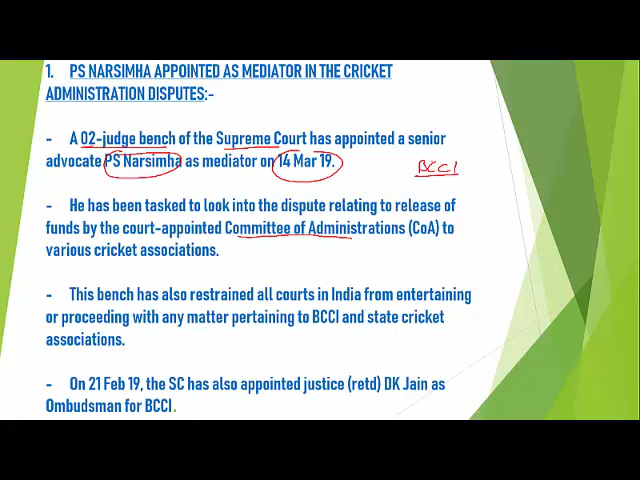 1. PS NARSIMHA APPOINTED AS MEDIATOR IN THE CRICKET
ADMINISTRATION DISPUTES:-
- A 02-judge bench of the Supreme Court has appointed a senior
advocate PS Narsimha as mediator on 14 Mar 19.
BCCI
- He has been tasked to look into the dispute relating to release of
funds by the court-appointed Committee of Administrations (CoA) to
various cricket associations.
- This bench has also restrained all courts in India from entertaining
or proceeding with any matter pertaining to BCCI and state cricket
associations.
- On 21 Feb 19, the SC has also appointed justice (retd) DK Jain as
Ombudsman for BCCI.